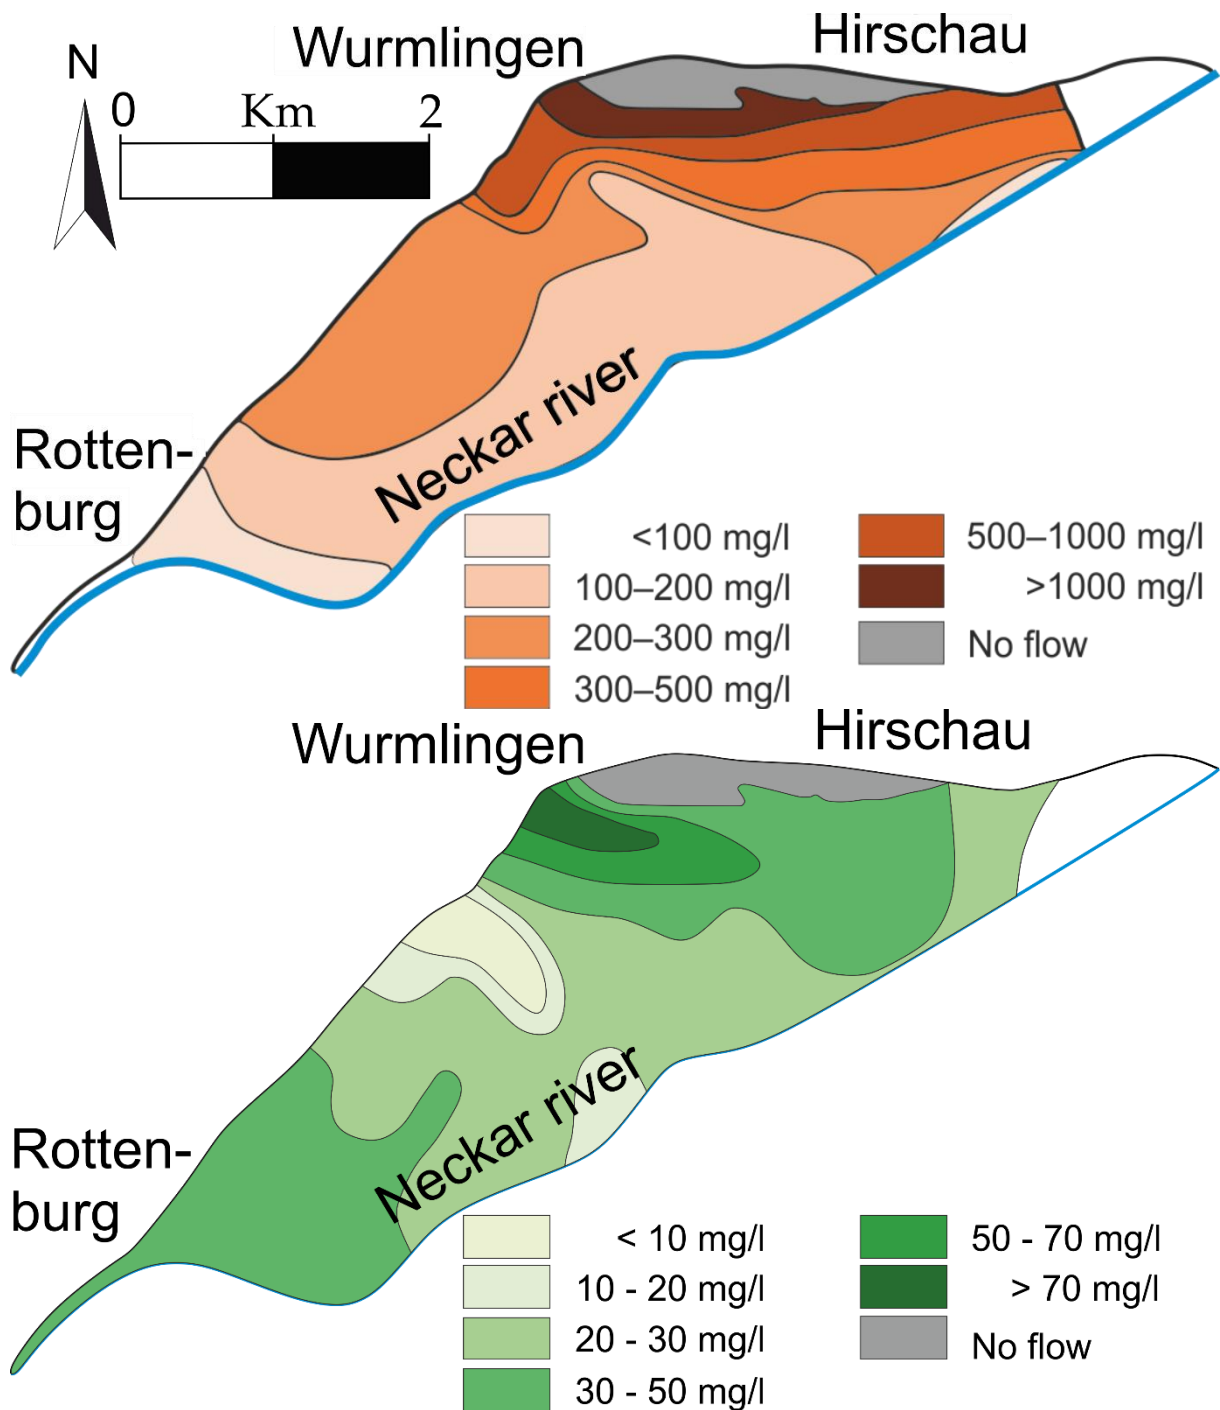 Wurmlingen
Hirschau
N
0 Km 2
Rotten-
burg
Neckar river
<100 mg/l
100–200 mg/l
200–300 mg/l
300–500 mg/l
500–1000 mg/l
>1000 mg/l
No flow
Wurmlingen
Hirschau
Rotten-
burg
Neckar river
< 10 mg/l
10 - 20 mg/l
20 - 30 mg/l
30 - 50 mg/l
50 - 70 mg/l
> 70 mg/l
No flow